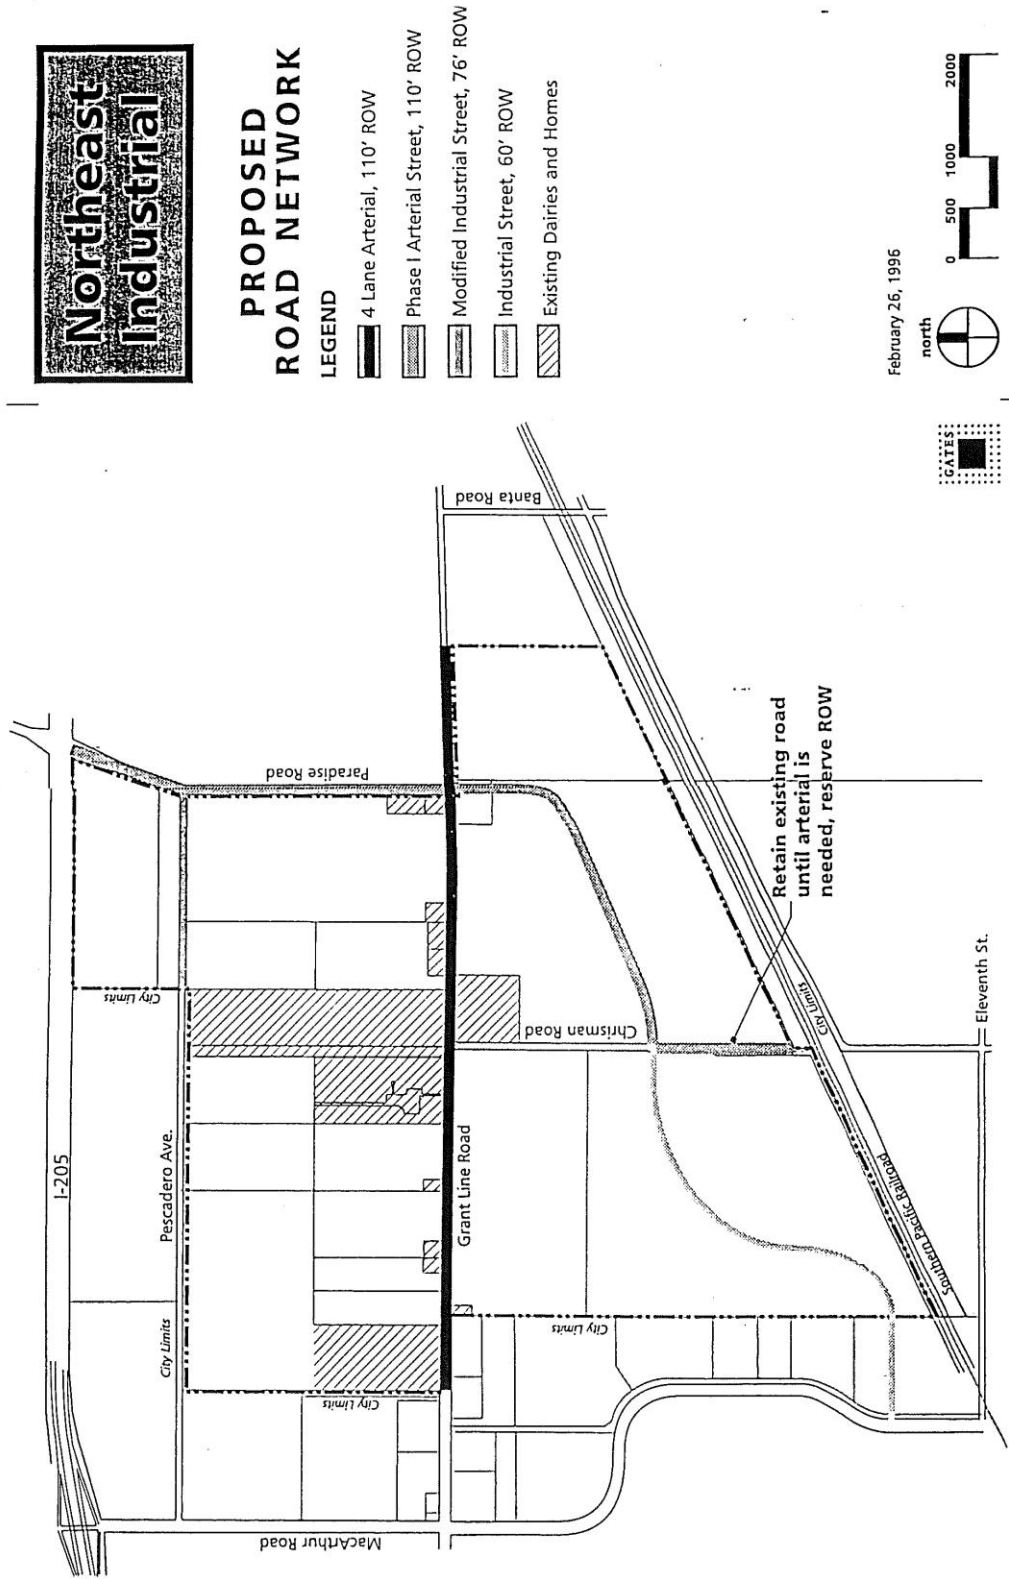 Northeast
Industrial
PROPOSED
ROAD NETWORK
LEGEND
4 Lane Arterial, 110' ROW
Phase I Arterial Street, 110' ROW
Modified Industrial Street, 76' ROW
Industrial Street, 60' ROW
Existing Dairies and Homes
February 26, 1996
north
0 500 1000 2000
GATES
I-205
Pescadero Ave.
City Limits
City Limits
City Limits
MacArthur Road
Paradise Road
Banta Road
Grant Line Road
Chrisman Road
City Limits
City Limits
Southern Pacific Railroad
Eleventh St.
Retain existing road
until arterial is
needed, reserve ROW